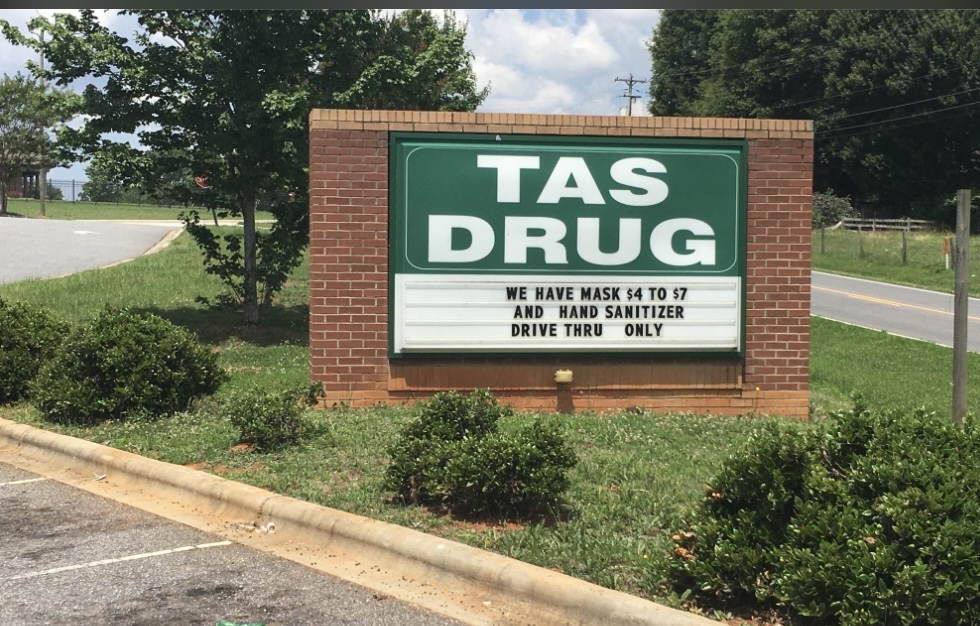 TAS
DRUG
WE HAVE MASK $4 TO $7
AND HAND SANITIZER
DRIVE THRU ONLY